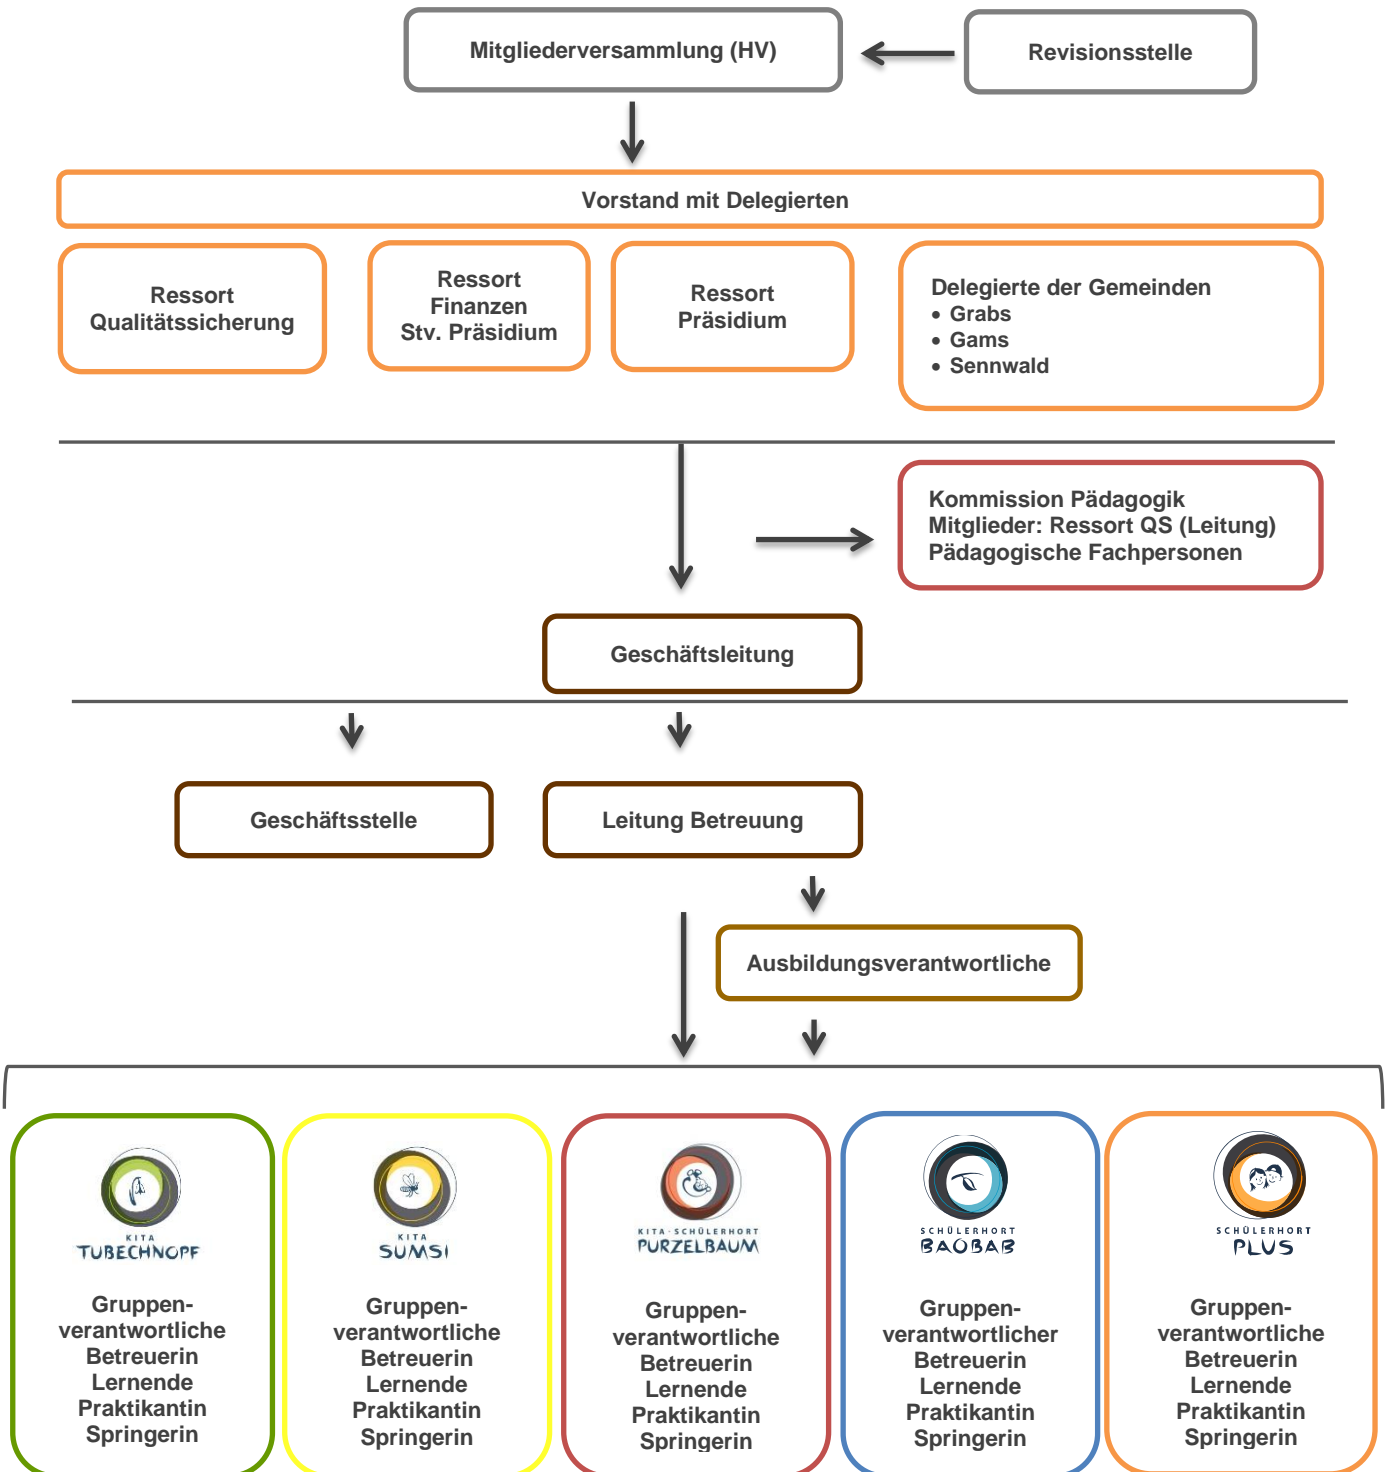 Mitgliederversammlung (HV)
Revisionsstelle
Vorstand mit Delegierten
Ressort
Qualitätssicherung
Ressort
Finanzen
Stv. Präsidium
Ressort
Präsidium
Delegierte der Gemeinden
• Grabs
• Gams
• Sennwald
Kommission Pädagogik
Mitglieder: Ressort QS (Leitung)
Pädagogische Fachpersonen
Geschäftsleitung
Geschäftsstelle
Leitung Betreuung
Ausbildungsverantwortliche
KITA
TUBECHNOPF
Gruppen-
verantwortliche
Betreuerin
Lernende
Praktikantin
Springerin
KITA
SUMSI
Gruppen-
verantwortliche
Betreuerin
Lernende
Praktikantin
Springerin
KITA-SCHÜLERHORT
PURZELBAUM
Gruppen-
verantwortliche
Betreuerin
Lernende
Praktikantin
Springerin
SCHÜLERHORT
BAOBAB
Gruppen-
verantwortlicher
Betreuerin
Lernende
Praktikantin
Springerin
SCHÜLERHORT
PLUS
Gruppen-
verantwortliche
Betreuerin
Lernende
Praktikantin
Springerin